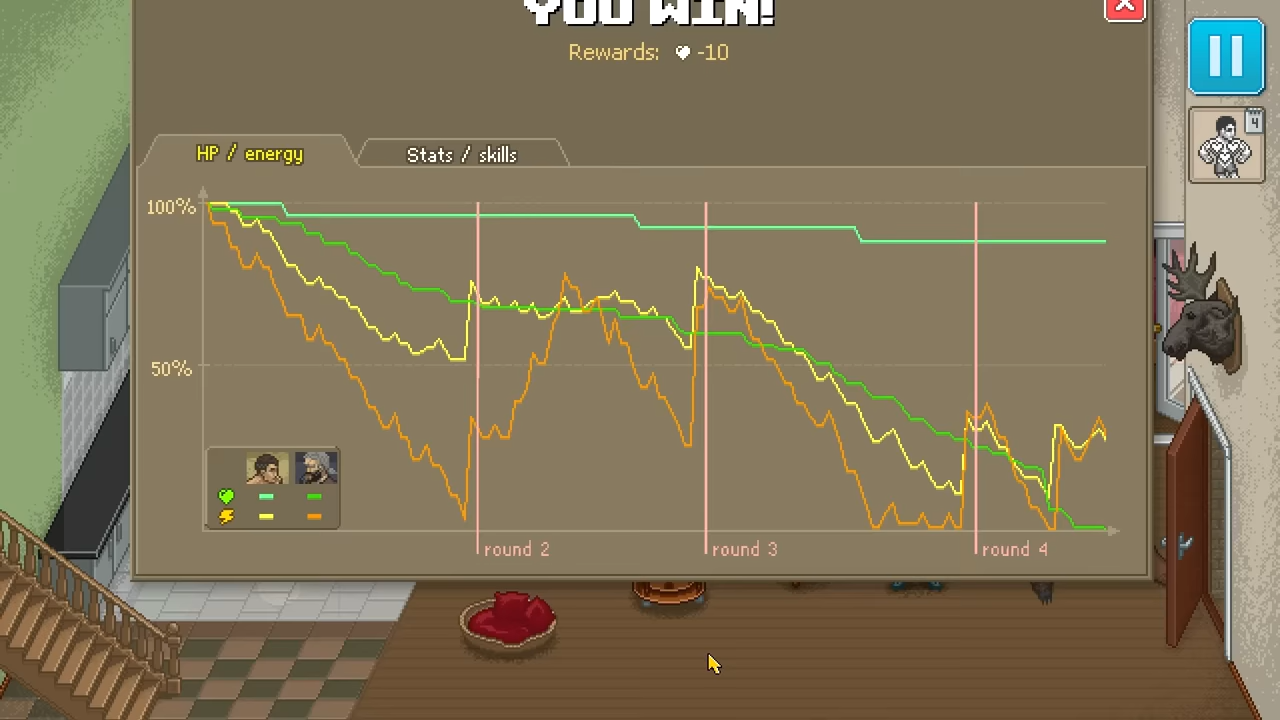 YOU WIN!
Rewards: -10
4
HP / energy
Stats / skills
100%
50%
round 2
round 3
round 4